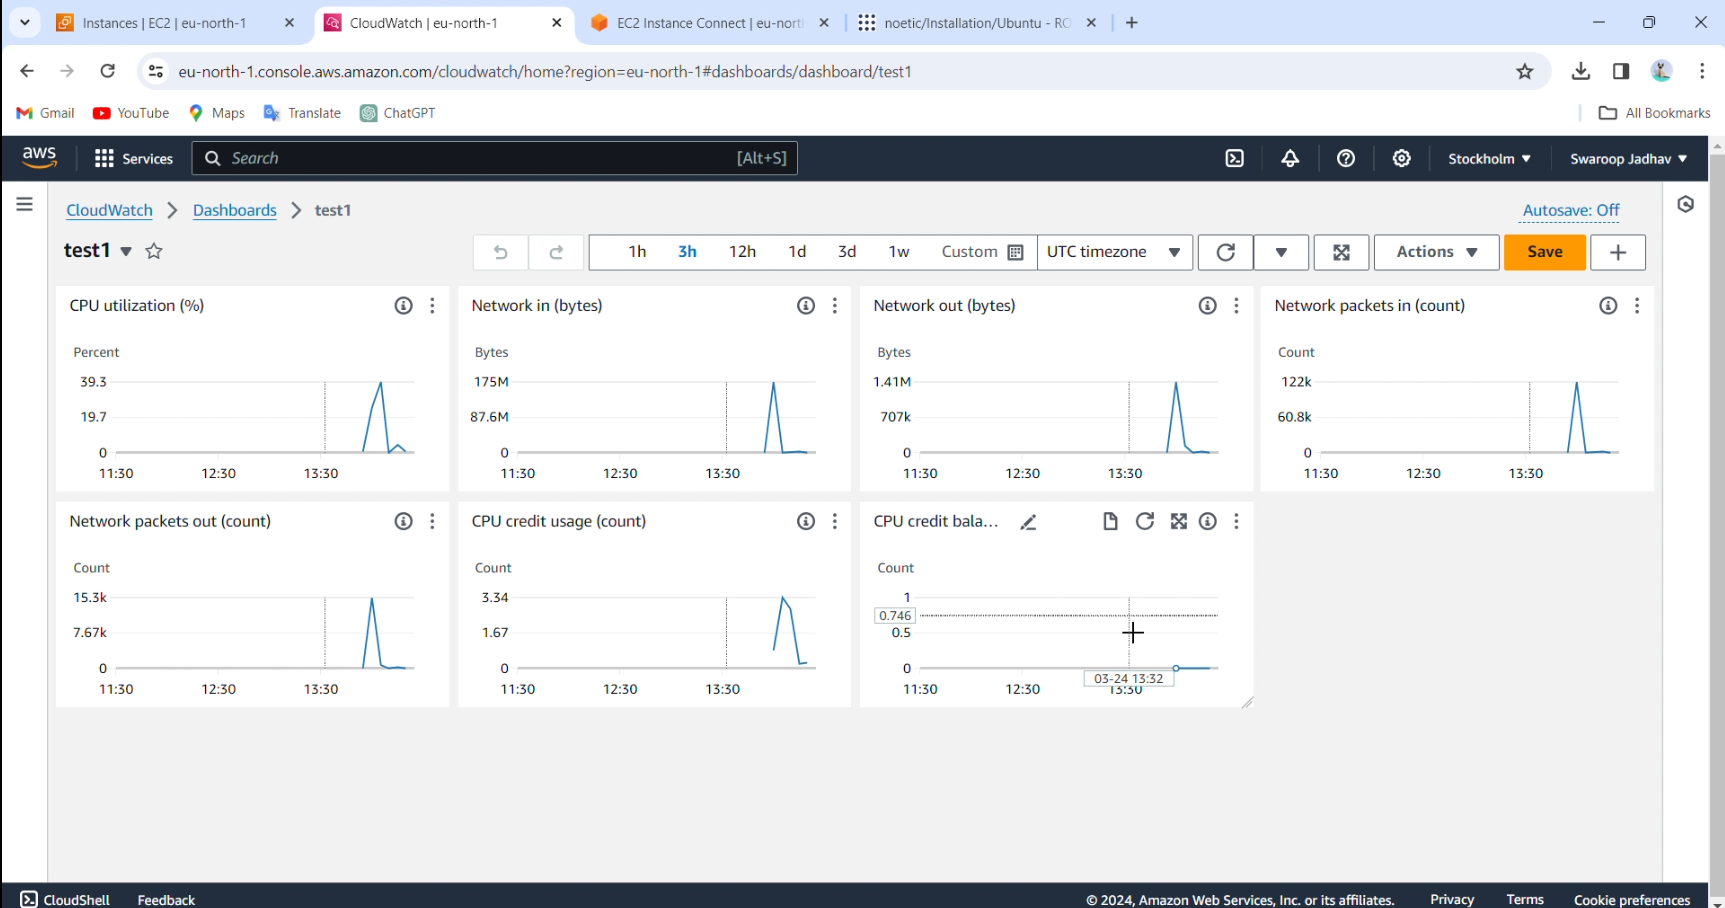 Instances | EC2 | eu-north-1
CloudWatch | eu-north-1
EC2 Instance Connect | eu-nort
noetic/Installation/Ubuntu - RO
eu-north-1.console.aws.amazon.com/cloudwatch/home?region=eu-north-1#dashboards/dashboard/test1
Gmail YouTube Maps Translate ChatGPT All Bookmarks
aws Services Search [Alt+S] Stockholm Swaroop Jadhav
CloudWatch Dashboards test1 Autosave: Off
test1 1h 3h 12h 1d 3d 1w Custom UTC timezone Actions Save
CPU utilization (%)
Percent
39.3
19.7
0
11:30 12:30 13:30
Network in (bytes)
Bytes
175M
87.6M
0
11:30 12:30 13:30
Network out (bytes)
Bytes
1.41M
707k
0
11:30 12:30 13:30
Network packets in (count)
Count
122k
60.8k
0
11:30 12:30 13:30
Network packets out (count)
Count
15.3k
7.67k
0
11:30 12:30 13:30
CPU credit usage (count)
Count
3.34
1.67
0
11:30 12:30 13:30
CPU credit bala...
Count
1
0.746
0.5
0
03-24 13:32
11:30 12:30 13:30
CloudShell Feedback © 2024, Amazon Web Services, Inc. or its affiliates. Privacy Terms Cookie preferences